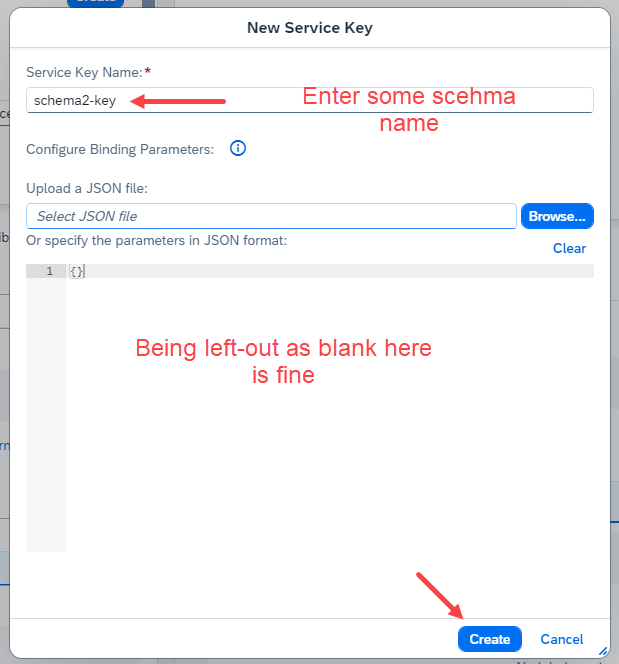 New Service Key
Service Key Name:*
schema2-key
Enter some scehma
name
Configure Binding Parameters:
Upload a JSON file:
Select JSON file
Browse...
Or specify the parameters in JSON format:
Clear
1 {}
Being left-out as blank here
is fine
Create
Cancel